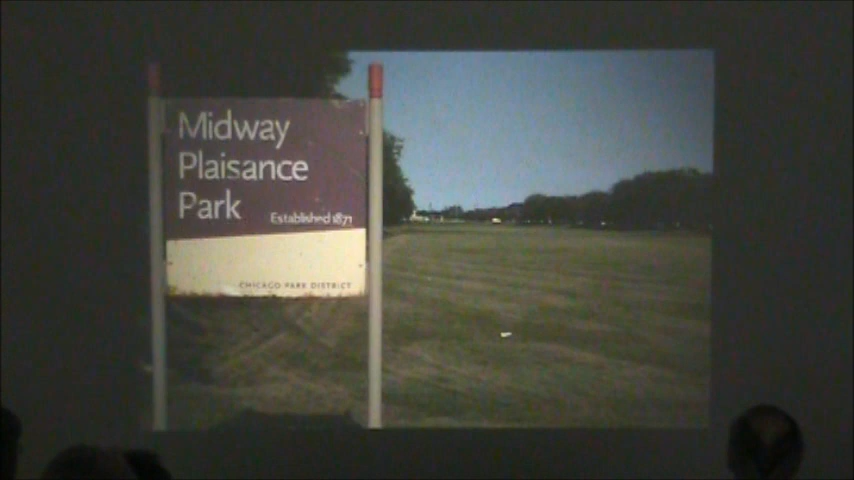 Midway
Plaisance
Park
Established 1871
CHICAGO PARK DISTRICT